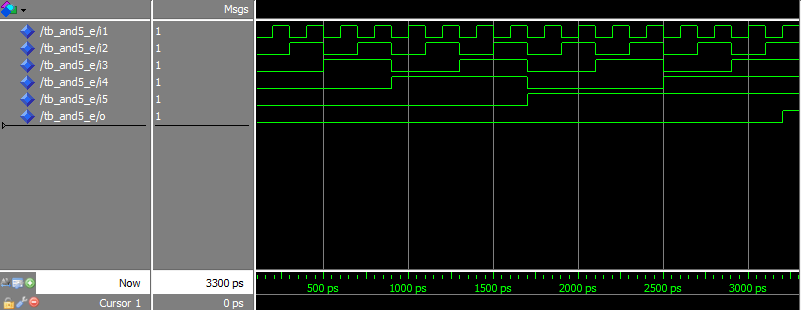 Msgs
/tb_and5_e/i1 1
/tb_and5_e/i2 1
/tb_and5_e/i3 1
/tb_and5_e/i4 1
/tb_and5_e/i5 1
/tb_and5_e/o 1
Now 3300 ps
500 ps 1000 ps 1500 ps 2000 ps 2500 ps 3000 ps
Cursor 1 0 ps